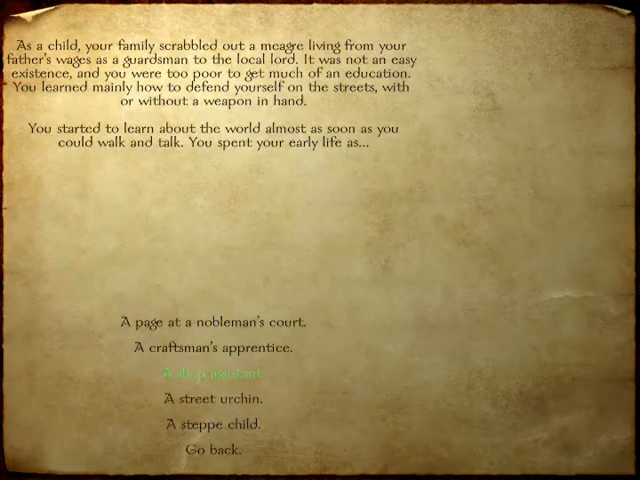 As a child, your family scrabbled out a meagre living from your
father's wages as a guardsman to the local lord. It was not an easy
existence, and you were too poor to get much of an education.
You learned mainly how to defend yourself on the streets, with
or without a weapon in hand.
You started to learn about the world almost as soon as you
could walk and talk. You spent your early life as...
A page at a nobleman's court.
A craftsman's apprentice.
A shop assistant.
A street urchin.
A steppe child.
Go back.